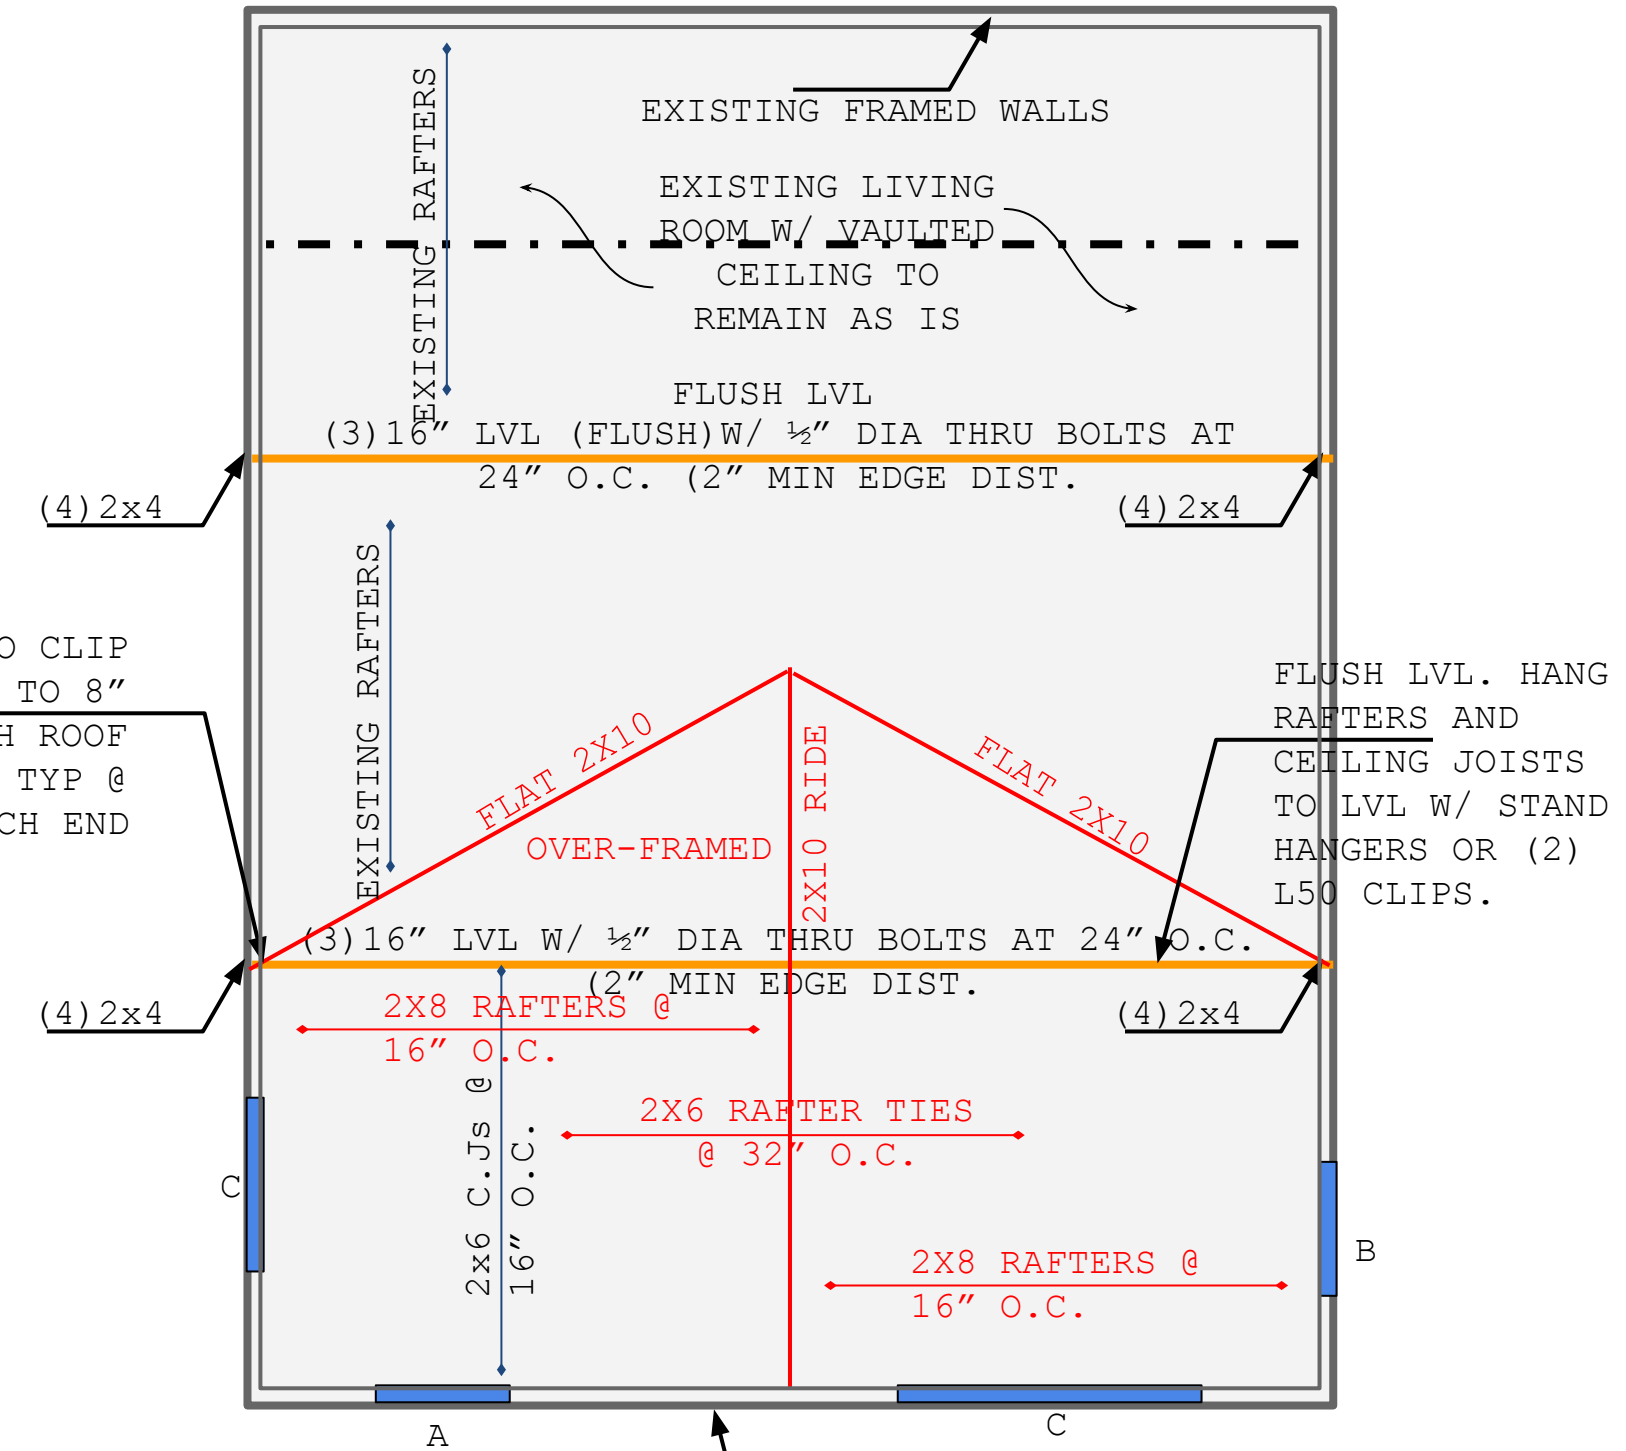 EXISTING RAFTERS
EXISTING FRAMED WALLS
EXISTING LIVING
ROOM W/ VAULTED
CEILING TO
REMAIN AS IS
FLUSH LVL
(3)16″ LVL (FLUSH)W/ ½″ DIA THRU BOLTS AT
24″ O.C. (2″ MIN EDGE DIST.
(4)2x4
(4)2x4
EXISTING RAFTERS
O CLIP
TO 8″
H ROOF
TYP @
CH END
FLAT 2X10
FLAT 2X10
OVER-FRAMED
2X10 RIDE
FLUSH LVL. HANG
RAFTERS AND
CEILING JOISTS
TO LVL W/ STAND
HANGERS OR (2)
L50 CLIPS.
(3)16″ LVL W/ ½″ DIA THRU BOLTS AT 24″ O.C.
(2″ MIN EDGE DIST.
(4)2x4
(4)2x4
2X8 RAFTERS @
16″ O.C.
2x6 C.Js @
16″ O.C.
2X6 RAFTER TIES
@ 32″ O.C.
C
B
2X8 RAFTERS @
16″ O.C.
A
C